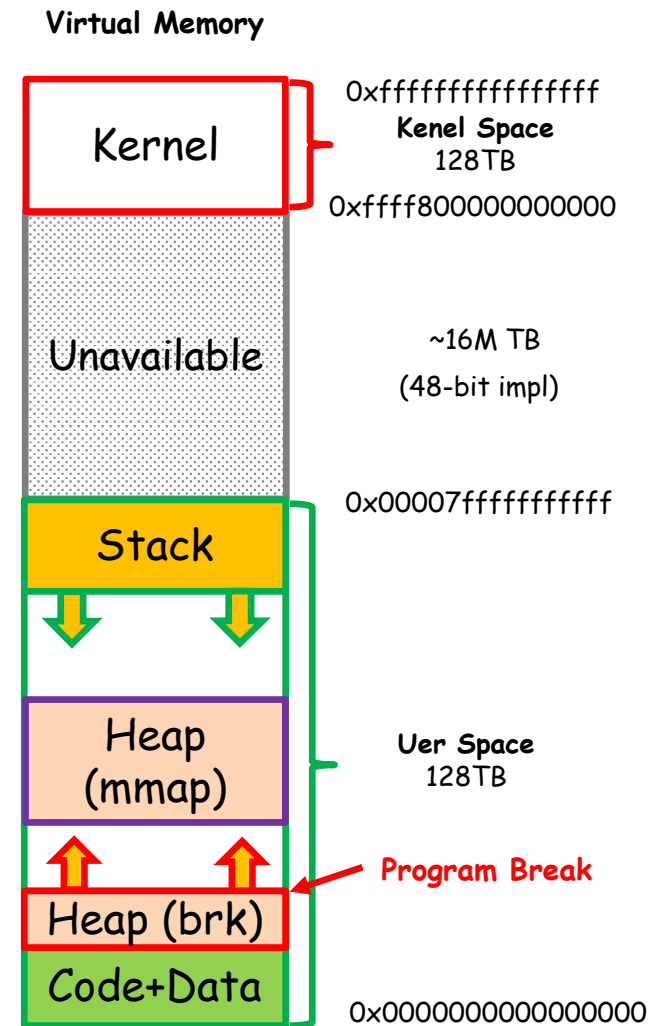 Virtual Memory
0xffffffffffffffff
Kernel
Kenel Space
128TB
0xffff800000000000
Unavailable
~16M TB
(48-bit impl)
0x00007fffffffffff
Stack
Heap
(mmap)
Uer Space
128TB
Program Break
Heap (brk)
Code+Data
0x0000000000000000